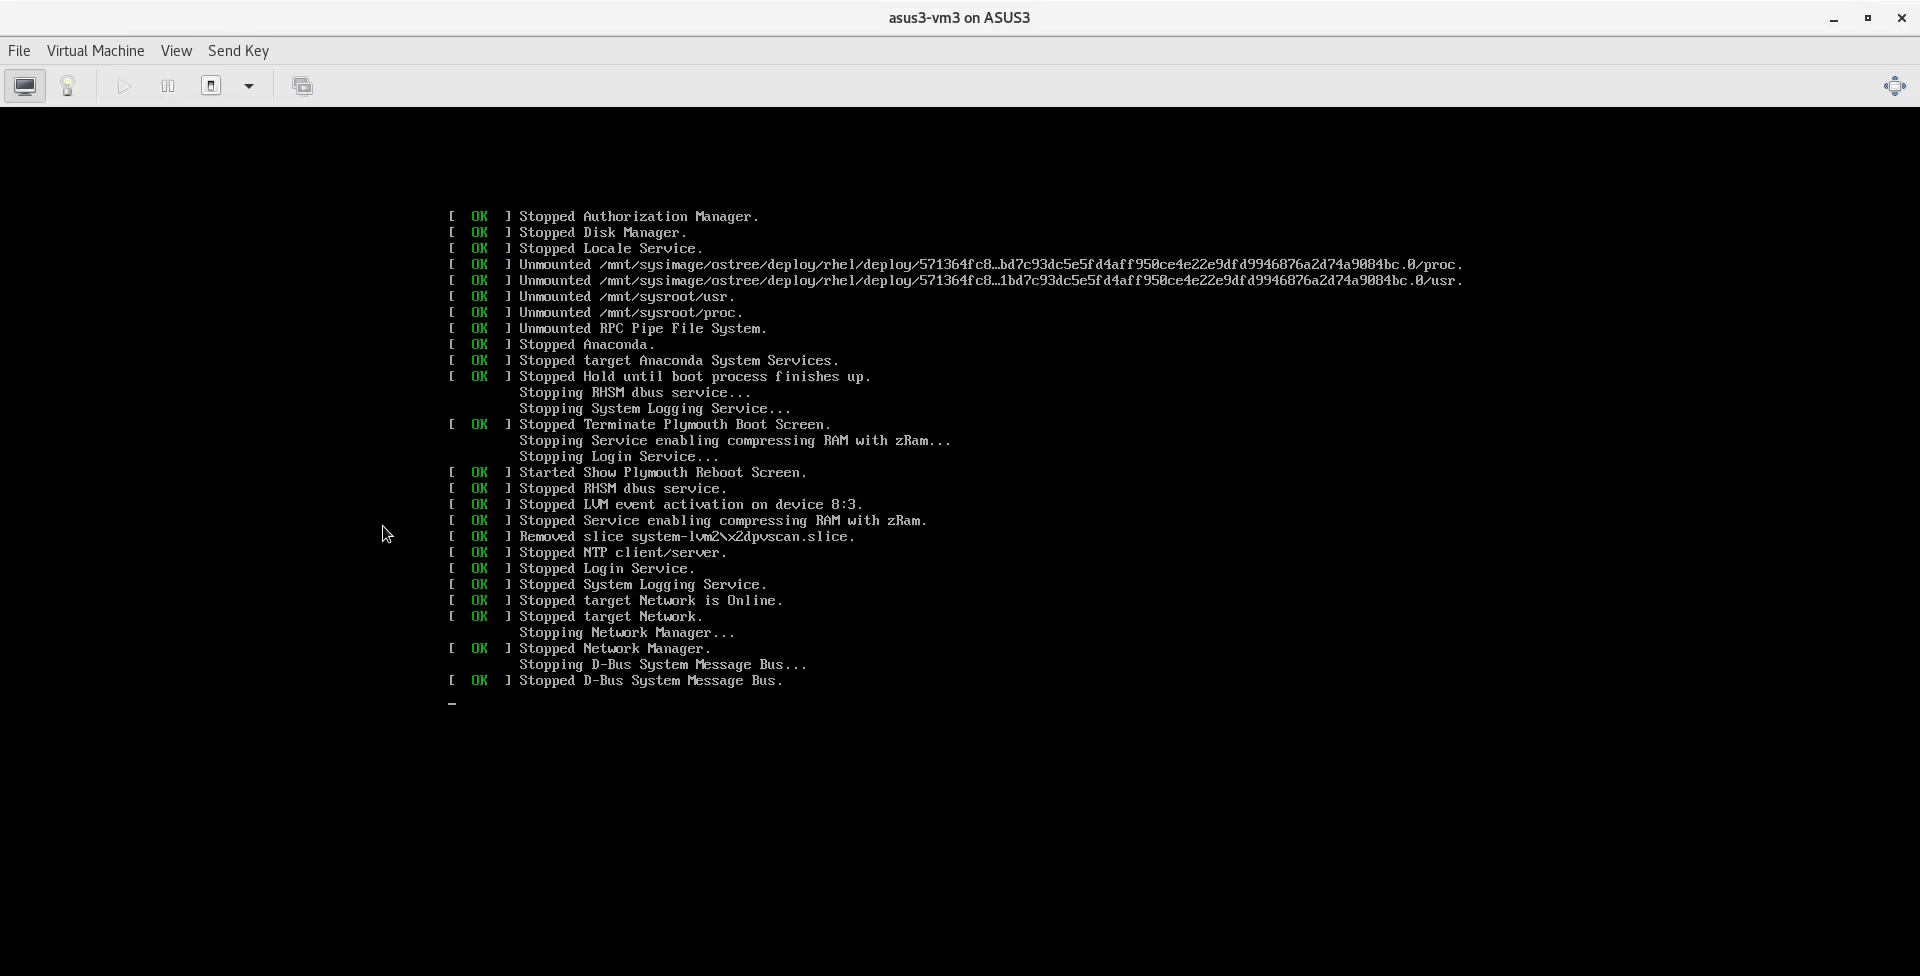 asus3-vm3 on ASUS3
File Virtual Machine View Send Key
[  OK  ] Stopped Authorization Manager.
[  OK  ] Stopped Disk Manager.
[  OK  ] Stopped Locale Service.
[  OK  ] Unmounted /mnt/sysimage/ostree/deploy/rhel/deploy/571364fc8…bd7c93dc5e5fd4aff950ce4e22e9dfd9946876a2d74a9084bc.0/proc.
[  OK  ] Unmounted /mnt/sysimage/ostree/deploy/rhel/deploy/571364fc8…1bd7c93dc5e5fd4aff950ce4e22e9dfd9946876a2d74a9084bc.0/usr.
[  OK  ] Unmounted /mnt/sysroot/usr.
[  OK  ] Unmounted /mnt/sysroot/proc.
[  OK  ] Unmounted RPC Pipe File System.
[  OK  ] Stopped Anaconda.
[  OK  ] Stopped target Anaconda System Services.
[  OK  ] Stopped Hold until boot process finishes up.
         Stopping RHSM dbus service...
         Stopping System Logging Service...
[  OK  ] Stopped Terminate Plymouth Boot Screen.
         Stopping Service enabling compressing RAM with zRam...
         Stopping Login Service...
[  OK  ] Started Show Plymouth Reboot Screen.
[  OK  ] Stopped RHSM dbus service.
[  OK  ] Stopped LVM event activation on device 8:3.
[  OK  ] Stopped Service enabling compressing RAM with zRam.
[  OK  ] Removed slice system-lvm2\x2dpvscan.slice.
[  OK  ] Stopped NTP client/server.
[  OK  ] Stopped Login Service.
[  OK  ] Stopped System Logging Service.
[  OK  ] Stopped target Network is Online.
[  OK  ] Stopped target Network.
         Stopping Network Manager...
[  OK  ] Stopped Network Manager.
         Stopping D-Bus System Message Bus...
[  OK  ] Stopped D-Bus System Message Bus.